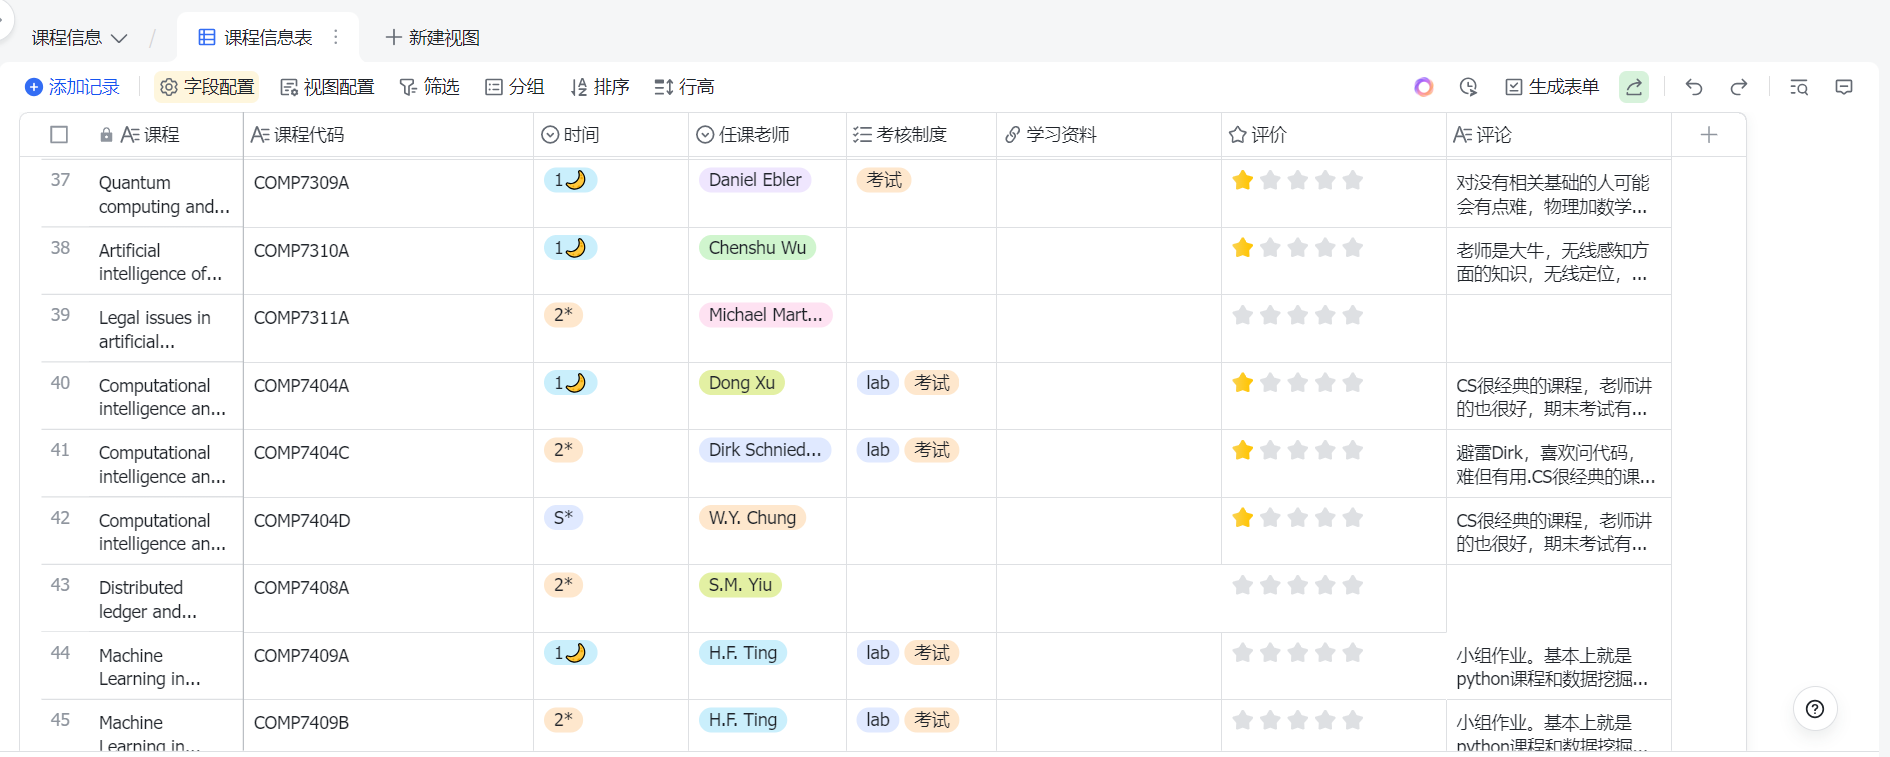 课程信息
课程信息表
新建视图
添加记录
字段配置
视图配置
筛选
分组
排序
行高
生成表单
课程
课程代码
时间
任课老师
考核制度
学习资料
评价
评论
37
Quantum
computing and...
COMP7309A
1🌙
Daniel Ebler
考试
对没有相关基础的人可能
会有点难，物理加数学...
38
Artificial
intelligence of...
COMP7310A
1🌙
Chenshu Wu
老师是大牛，无线感知方
面的知识，无线定位，...
39
Legal issues in
artificial...
COMP7311A
2*
Michael Mart...
40
Computational
intelligence an...
COMP7404A
1🌙
Dong Xu
lab 考试
CS很经典的课程，老师讲
的也很好，期末考试有...
41
Computational
intelligence an...
COMP7404C
2*
Dirk Schnied...
lab 考试
避雷Dirk，喜欢问代码，
难但有用.CS很经典的课...
42
Computational
intelligence an...
COMP7404D
S*
W.Y. Chung
CS很经典的课程，老师讲
的也很好，期末考试有...
43
Distributed
ledger and...
COMP7408A
2*
S.M. Yiu
44
Machine
Learning in...
COMP7409A
1🌙
H.F. Ting
lab 考试
小组作业。基本上就是
python课程和数据挖掘...
45
Machine
Learning in...
COMP7409B
2*
H.F. Ting
lab 考试
小组作业。基本上就是
python课程和数据挖掘...